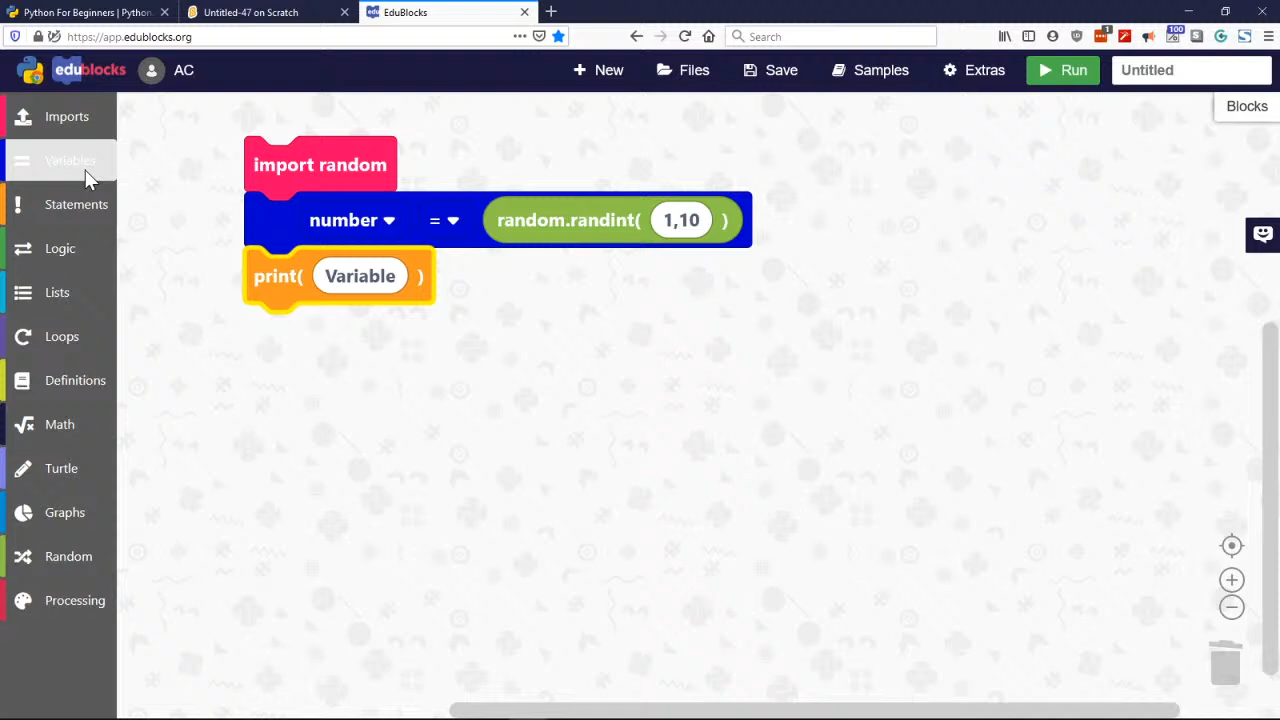 Python For Beginners | Python.
Untitled-47 on Scratch
EduBlocks
https://app.edublocks.org
Search
1
100
edublocks
AC
New
Files
Save
Samples
Extras
Run
Untitled
Imports
Variables
Statements
Logic
Lists
Loops
Definitions
Math
Turtle
Graphs
Random
Processing
Blocks
import random
number = random.randint( 1,10 )
print( Variable )